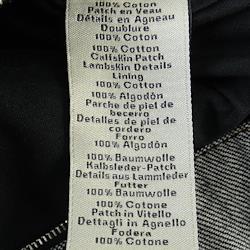 100% Coton
Patch en Veau
Détails en Agneau
Doublure
100% Coton
100% Cotton
Calfskin Patch
Lambskin Details
Lining
100% Cotton
100% Algodón
Parche de piel de
becerro
Detalles de piel de
cordero
Forro
100% Algodón
100% Baumwolle
Kalbsleder-Patch
Details aus Lammleder
Futter
100% Baumwolle
100% Cotone
Patch in Vitello
Dettagli in Agnello
Fodera
100% Cotone